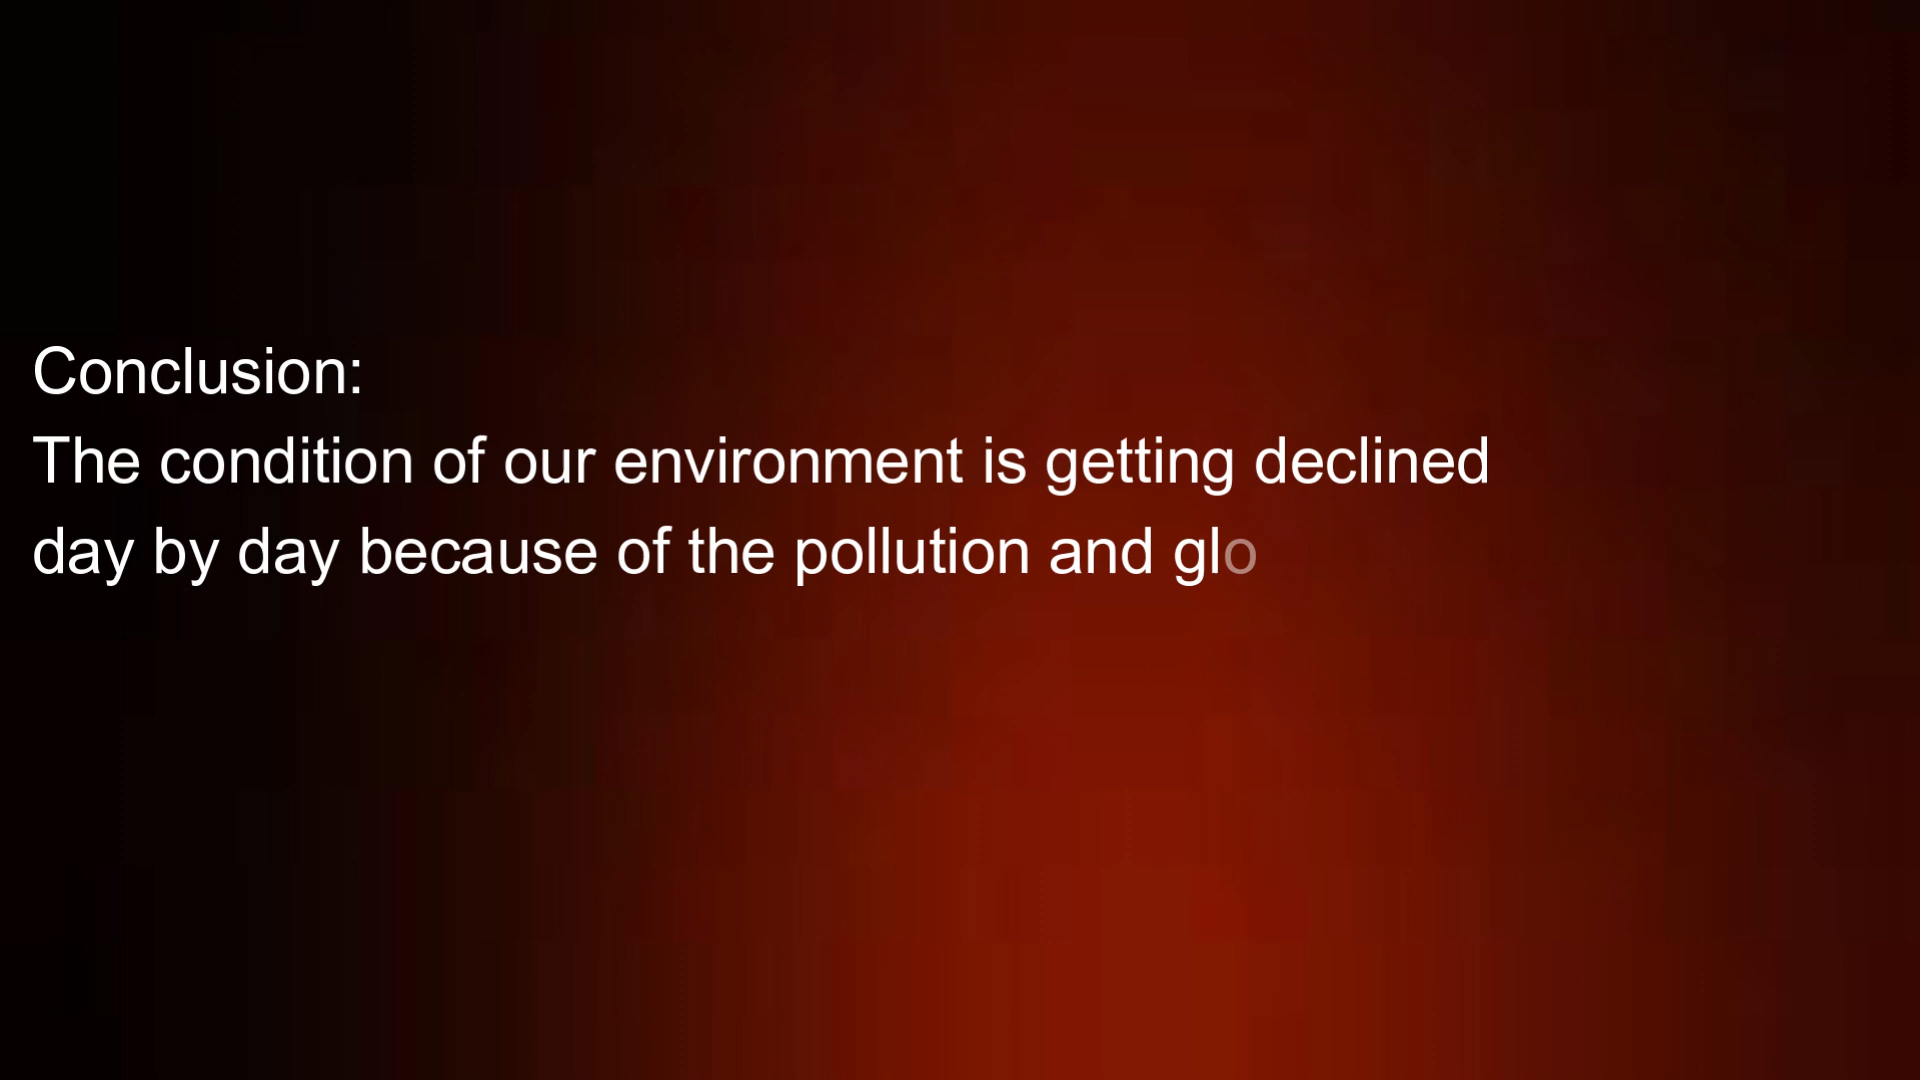 Conclusion:
The condition of our environment is getting declined
day by day because of the pollution and glo